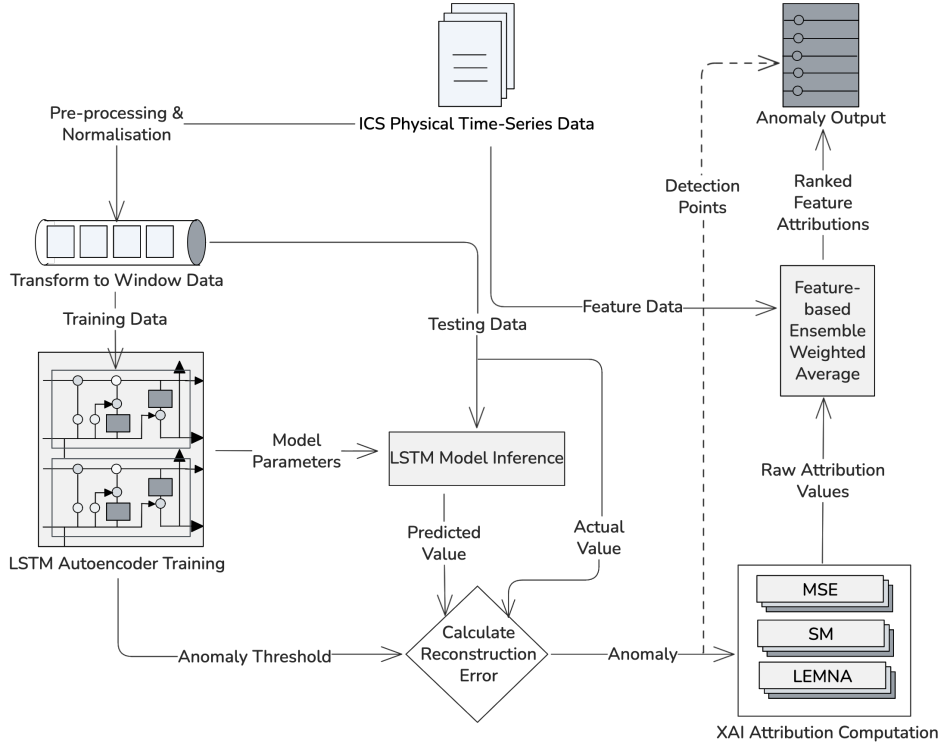 ICS Physical Time-Series Data
Pre-processing &
Normalisation
Anomaly Output
Detection
Points
Ranked
Feature
Attributions
Transform to Window Data
Training Data
Testing Data
Feature Data
Feature-
based
Ensemble
Weighted
Average
Model
Parameters
LSTM Model Inference
Raw Attribution
Values
Predicted
Value
Actual
Value
LSTM Autoencoder Training
MSE
SM
LEMNA
Calculate
Reconstruction
Error
Anomaly Threshold
Anomaly
XAI Attribution Computation